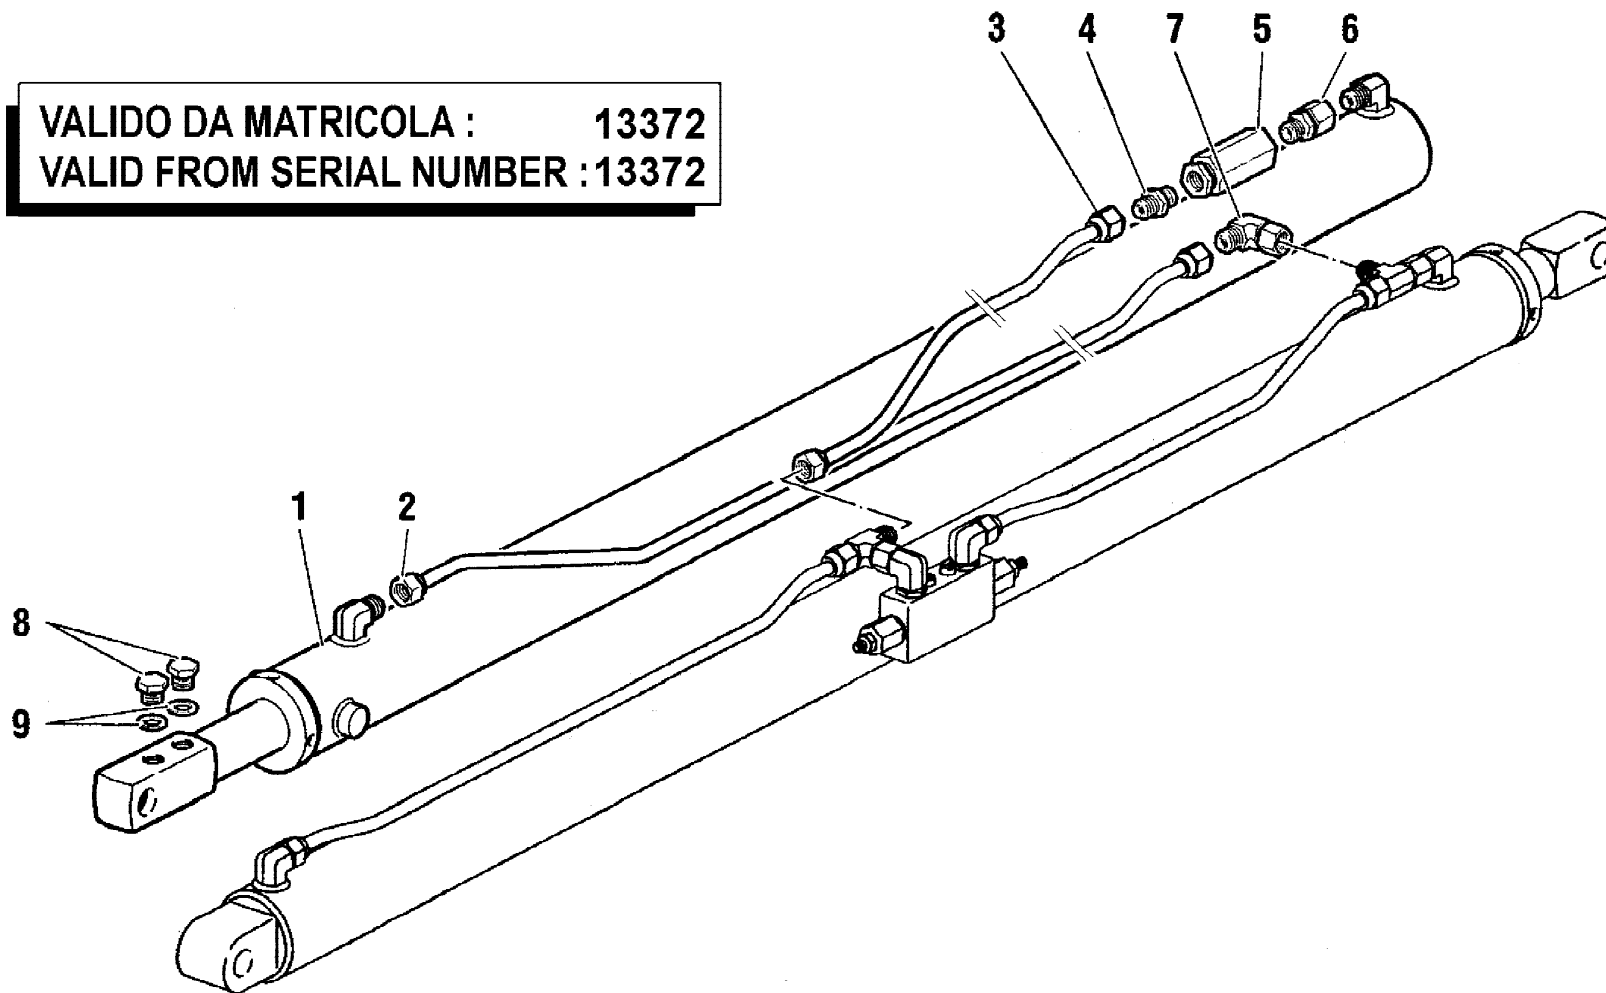 3 4 7 5 6
VALIDO DA MATRICOLA : 13372
VALID FROM SERIAL NUMBER : 13372
1 2
8
9